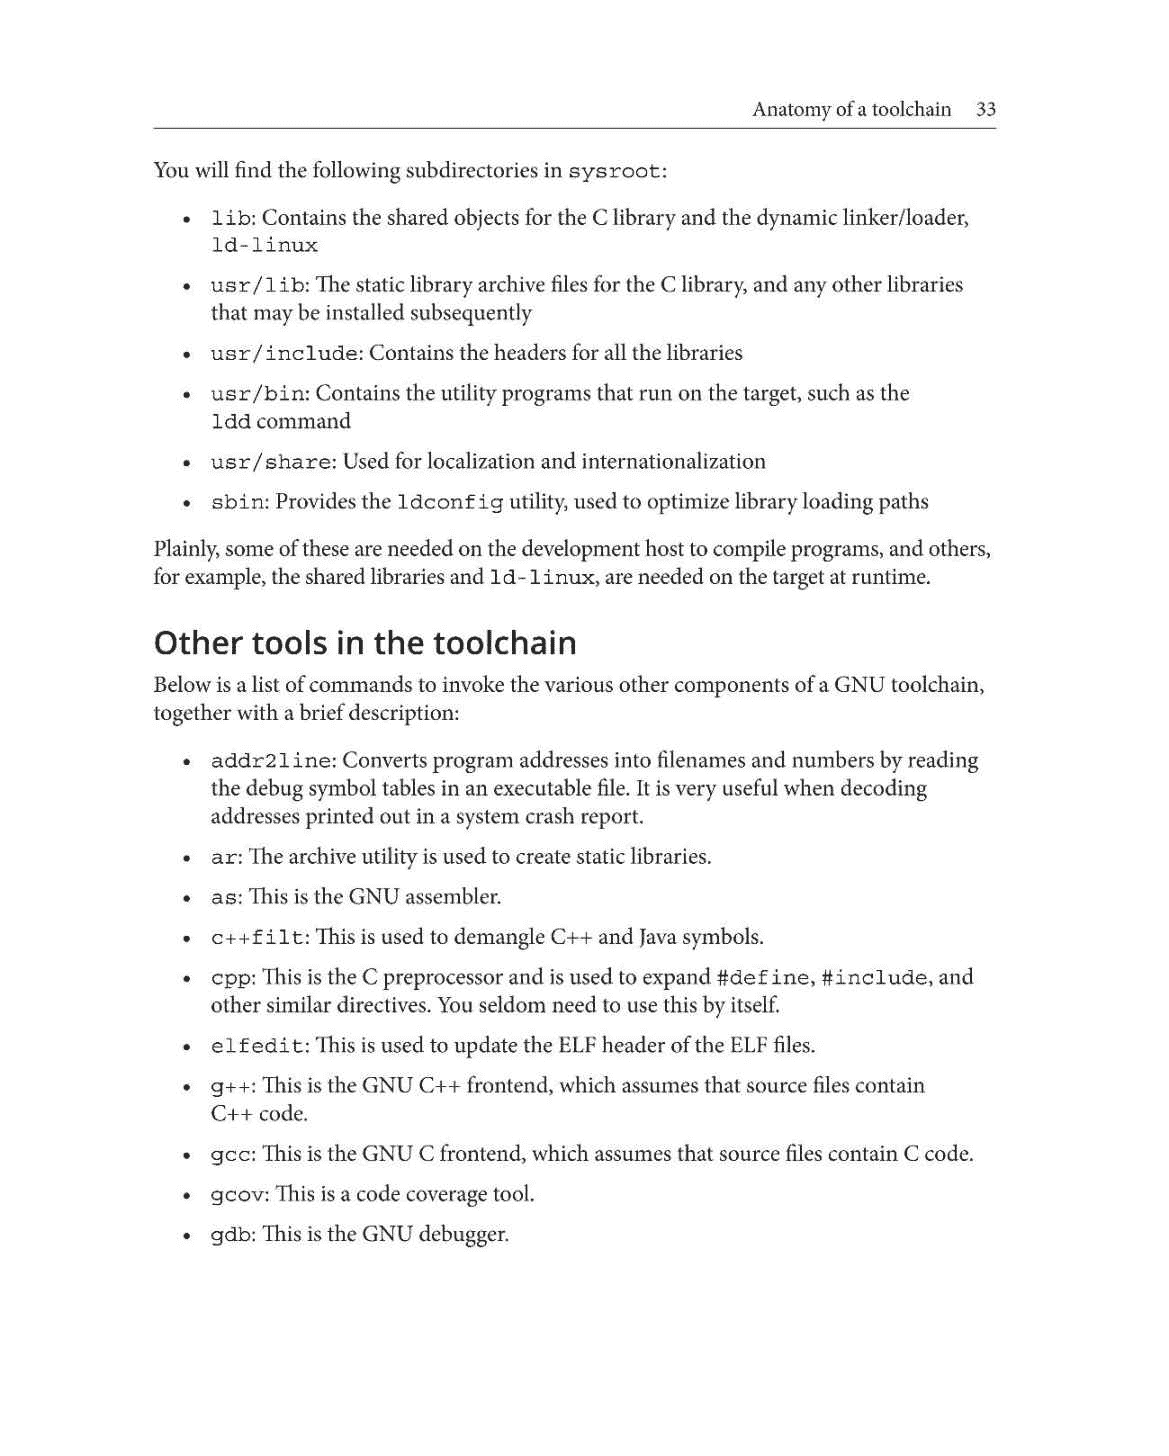 Anatomy of a toolchain 33
You will find the following subdirectories in sysroot:
• lib: Contains the shared objects for the C library and the dynamic linker/loader,
ld-linux
• usr/lib: The static library archive files for the C library, and any other libraries
that may be installed subsequently
• usr/include: Contains the headers for all the libraries
• usr/bin: Contains the utility programs that run on the target, such as the
ldd command
• usr/share: Used for localization and internationalization
• sbin: Provides the ldconfig utility, used to optimize library loading paths
Plainly, some of these are needed on the development host to compile programs, and others,
for example, the shared libraries and ld-linux, are needed on the target at runtime.
Other tools in the toolchain
Below is a list of commands to invoke the various other components of a GNU toolchain,
together with a brief description:
• addr2line: Converts program addresses into filenames and numbers by reading
the debug symbol tables in an executable file. It is very useful when decoding
addresses printed out in a system crash report.
• ar: The archive utility is used to create static libraries.
• as: This is the GNU assembler.
• c++filt: This is used to demangle C++ and Java symbols.
• cpp: This is the C preprocessor and is used to expand #define, #include, and
other similar directives. You seldom need to use this by itself.
• elfedit: This is used to update the ELF header of the ELF files.
• g++: This is the GNU C++ frontend, which assumes that source files contain
C++ code.
• gcc: This is the GNU C frontend, which assumes that source files contain C code.
• gcov: This is a code coverage tool.
• gdb: This is the GNU debugger.